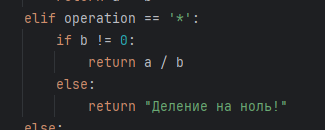 elif operation == '*':
if b != 0:
return a / b
else:
return "Деление на ноль!"
else: